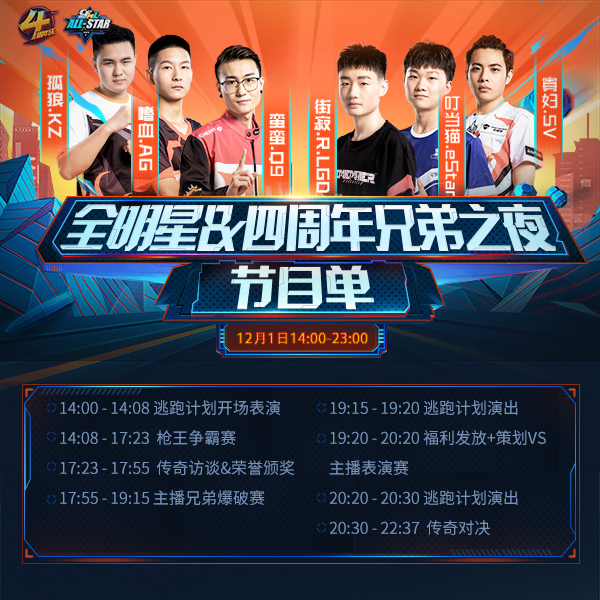 4
周年庆
ALL-STAR
孤狼.KZ
嗜血.AG
蛮蛮.Q9
街寂.R.LGD
叮当猫.eStar
寡妇.SV
全明星&四周年兄弟之夜
节目单
12月1日14:00-23:00
14:00 - 14:08 逃跑计划开场表演
14:08 - 17:23 枪王争霸赛
17:23 - 17:55 传奇访谈&荣誉颁奖
17:55 - 19:15 主播兄弟爆破赛
19:15 - 19:20 逃跑计划演出
19:20 - 20:20 福利发放+策划VS
主播表演赛
20:20 - 20:30 逃跑计划演出
20:30 - 22:37 传奇对决